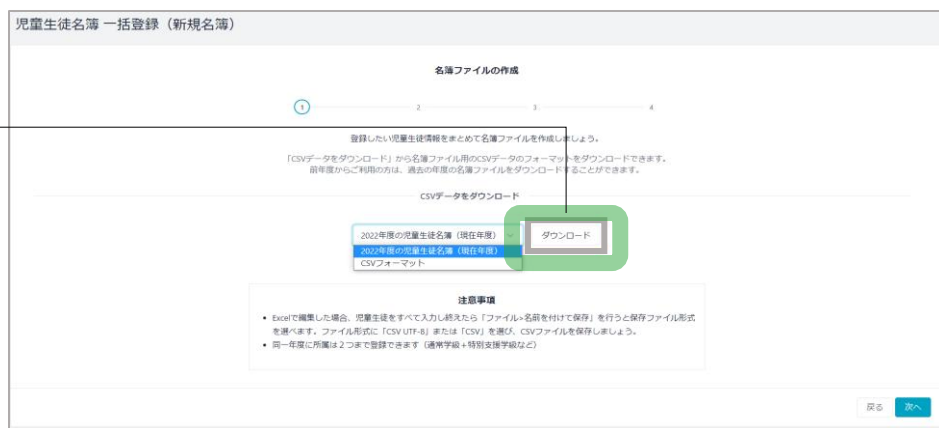 児童生徒名簿 一括登録（新規名簿）
名簿ファイルの作成
1 2 3 4
登録したい児童生徒情報をまとめて名簿ファイルを作成しましょう。
「CSVデータをダウンロード」から名簿ファイル用のCSVデータのフォーマットをダウンロードできます。
前年度からご利用の方は、過去の年度の名簿ファイルをダウンロードすることができます。
CSVデータをダウンロード
2022年度の児童生徒名簿（現在年度） ダウンロード
2022年度の児童生徒名簿（現在年度）
CSVフォーマット
注意事項
• Excelで編集した場合、児童生徒をすべて入力し終えたら「ファイル>名前を付けて保存」を行うと保存ファイル形式
を選べます。ファイル形式に「CSV UTF-8」または「CSV」を選び、CSVファイルを保存しましょう。
• 同一年度に所属は２つまで登録できます（通常学級+特別支援学級など）
戻る 次へ